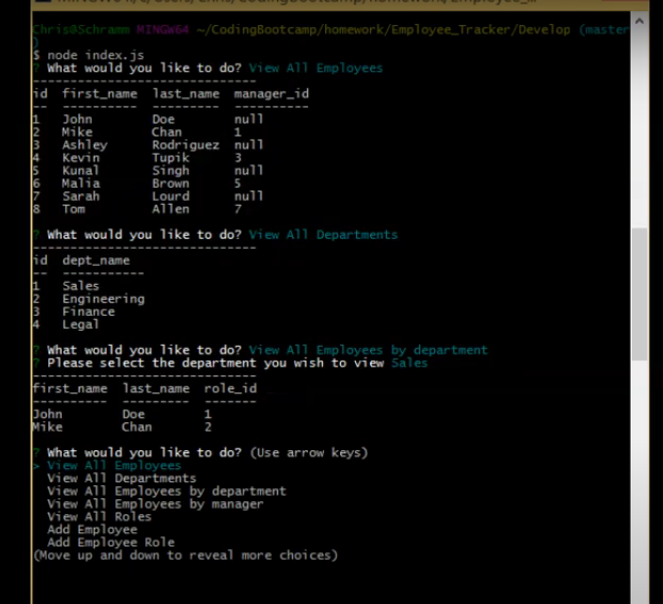 Chris@Schramm MINGW64 ~/CodingBootcamp/homework/Employee_Tracker/Develop (master
)
$ node index.js
? What would you like to do? View All Employees
--------------------------------
id  first_name  last_name  manager_id
--  ----------  ---------  ----------
1   John        Doe        null
2   Mike        Chan       1
3   Ashley      Rodriguez  null
4   Kevin       Tupik      3
5   Kunal       Singh      null
6   Malia       Brown      5
7   Sarah       Lourd      null
8   Tom         Allen      7
? What would you like to do? View All Departments
--------------------------------
id  dept_name
--  -----------
1   Sales
2   Engineering
3   Finance
4   Legal
? What would you like to do? View All Employees by department
? Please select the department you wish to view Sales
--------------------------------
first_name  last_name  role_id
----------  ---------  -------
John        Doe        1
Mike        Chan       2
? What would you like to do? (Use arrow keys)
> View All Employees
  View All Departments
  View All Employees by department
  View All Employees by manager
  View All Roles
  Add Employee
  Add Employee Role
(Move up and down to reveal more choices)